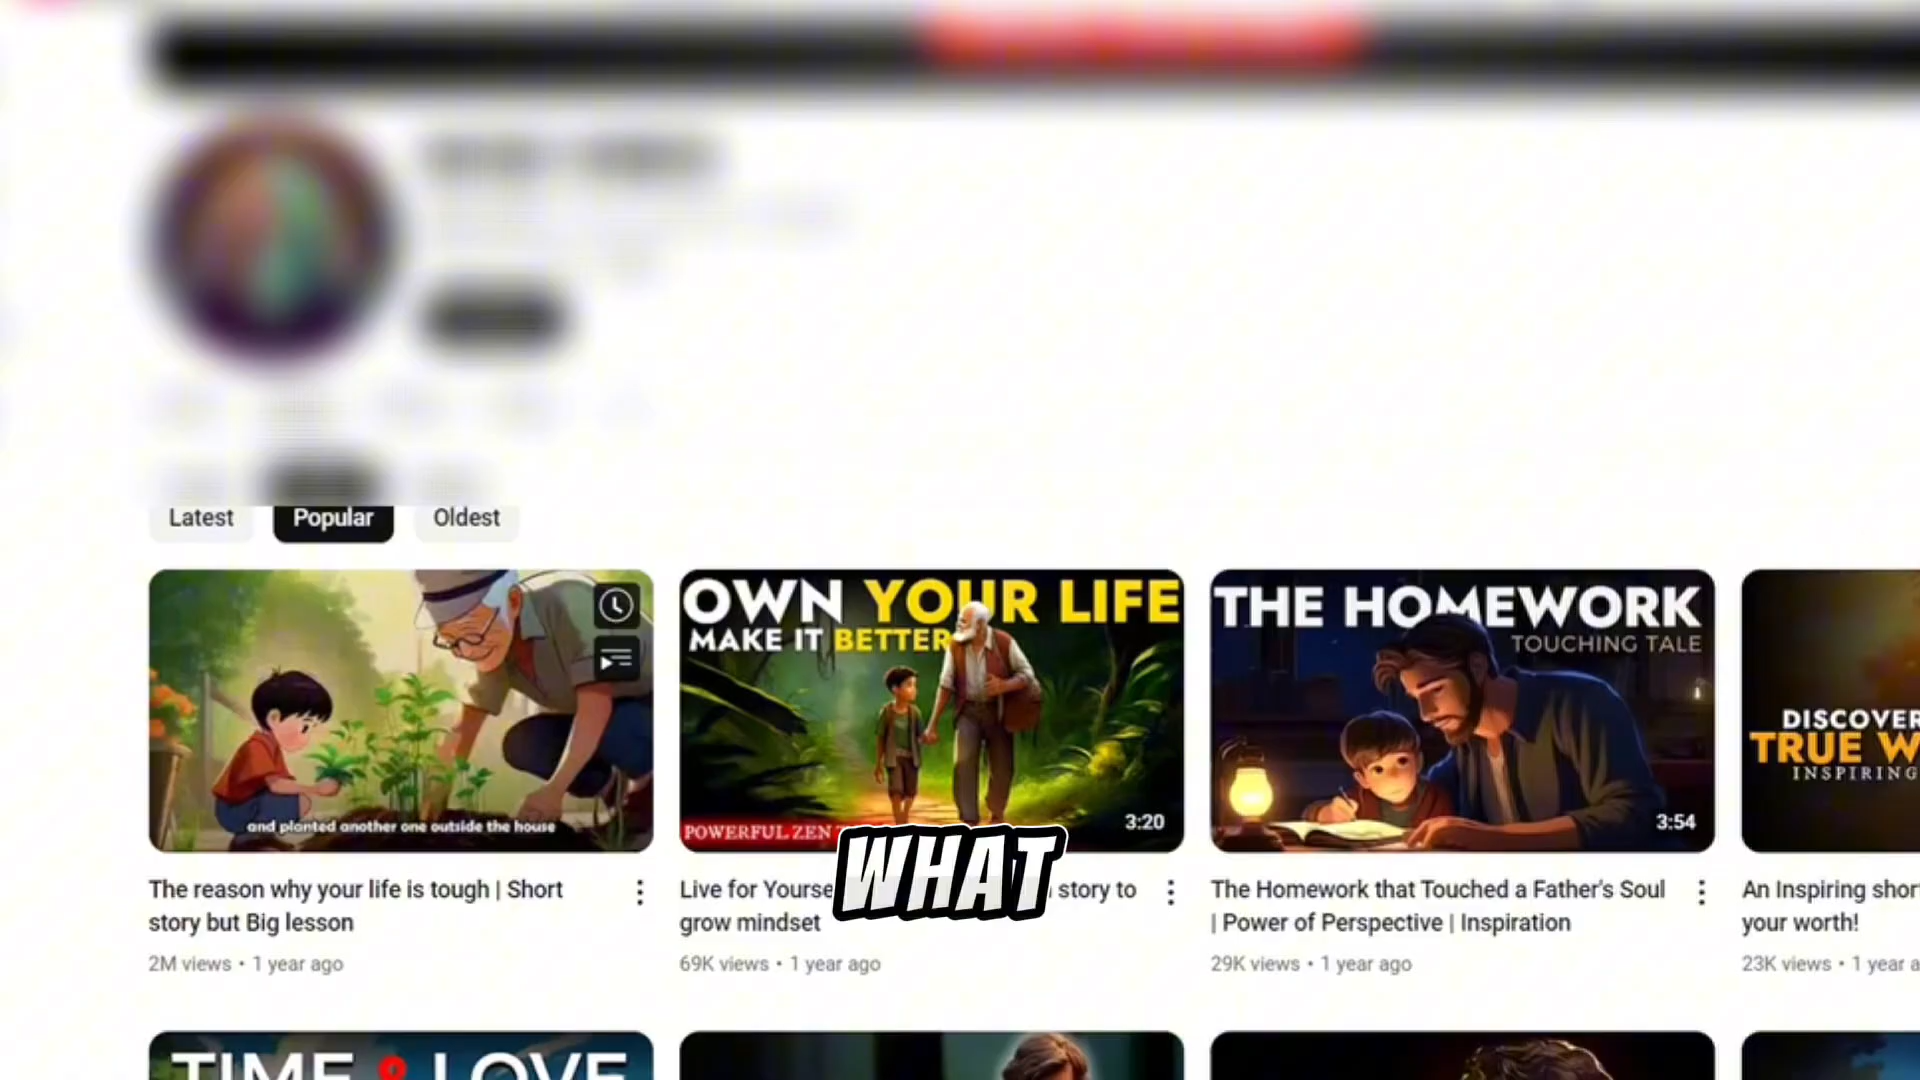 Latest
Popular
Oldest
and planted another one outside the house
OWN YOUR LIFE
MAKE IT BETTER
POWERFUL ZEN
3:20
THE HOMEWORK
TOUCHING TALE
3:54
DISCOVER
TRUE W
INSPIRING
WHAT
The reason why your life is tough | Short
story but Big lesson
2M views • 1 year ago
Live for Yourse
story to
grow mindset
69K views • 1 year ago
The Homework that Touched a Father's Soul
| Power of Perspective | Inspiration
29K views • 1 year ago
An Inspiring shor
your worth!
23K views • 1 year a
TIME & LOVE